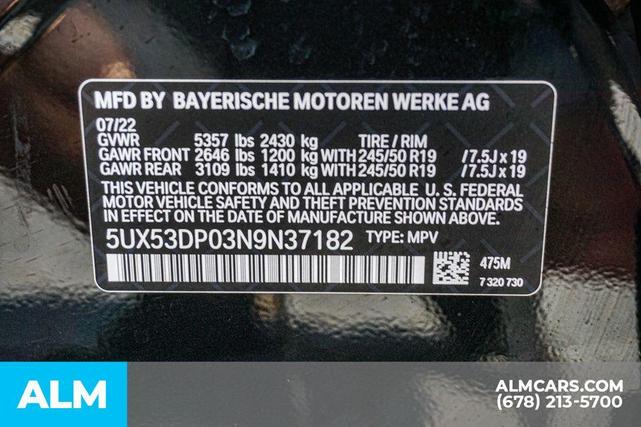 MFD BY BAYERISCHE MOTOREN WERKE AG
07/22
GVWR 5357 lbs 2430 kg TIRE / RIM
GAWR FRONT 2646 lbs 1200 kg WITH 245/50 R19 / 7.5J x 19
GAWR REAR 3109 lbs 1410 kg WITH 245/50 R19 / 7.5J x 19
THIS VEHICLE CONFORMS TO ALL APPLICABLE U. S. FEDERAL
MOTOR VEHICLE SAFETY AND THEFT PREVENTION STANDARDS
IN EFFECT ON THE DATE OF MANUFACTURE SHOWN ABOVE.
5UX53DP03N9N37182 TYPE: MPV
475M
7 320 730
ALM
ALMCARS.COM
(678) 213-5700